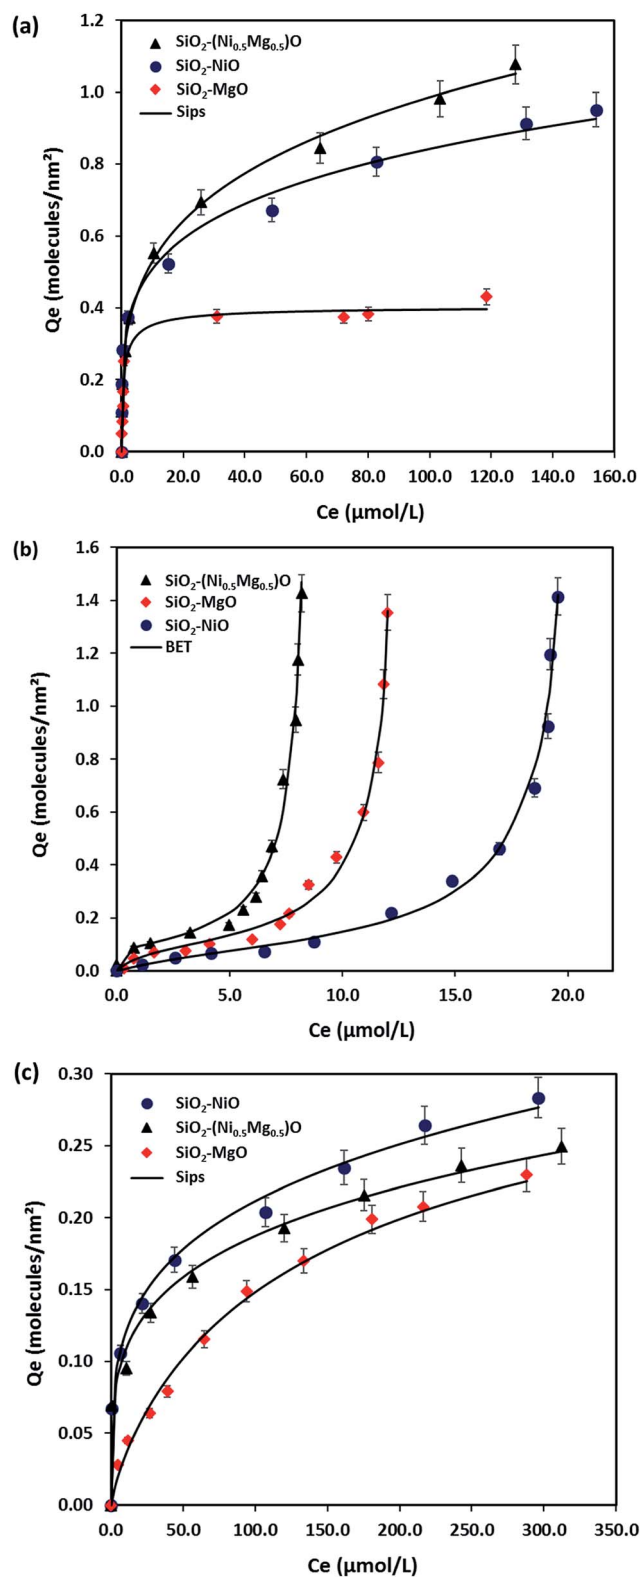 (a)
1.2
1.0
0.8
0.6
0.4
0.2
0.0
Qe (molecules/nm²)
SiO₂-(Ni₀.₅Mg₀.₅)O
SiO₂-NiO
SiO₂-MgO
Sips
0.0 20.0 40.0 60.0 80.0 100.0 120.0 140.0 160.0
Ce (µmol/L)
(b)
1.6
1.4
1.2
1.0
0.8
0.6
0.4
0.2
0.0
Qe (molecules/nm²)
SiO₂-(Ni₀.₅Mg₀.₅)O
SiO₂-MgO
SiO₂-NiO
BET
0.0 5.0 10.0 15.0 20.0
Ce (µmol/L)
(c)
0.30
0.25
0.20
0.15
0.10
0.05
0.00
Qe (molecules/nm²)
SiO₂-NiO
SiO₂-(Ni₀.₅Mg₀.₅)O
SiO₂-MgO
Sips
0.0 50.0 100.0 150.0 200.0 250.0 300.0 350.0
Ce (µmol/L)